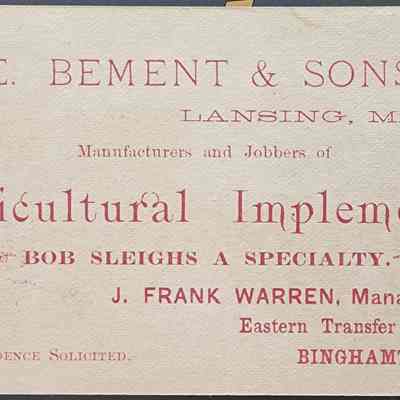 E. BEMENT & SONS
LANSING, M
Manufacturers and Jobbers of
icultural Impleme
BOB SLEIGHS A SPECIALTY.
J. FRANK WARREN, Mana
Eastern Transfer
DENCE SOLICITED.
BINGHAMT